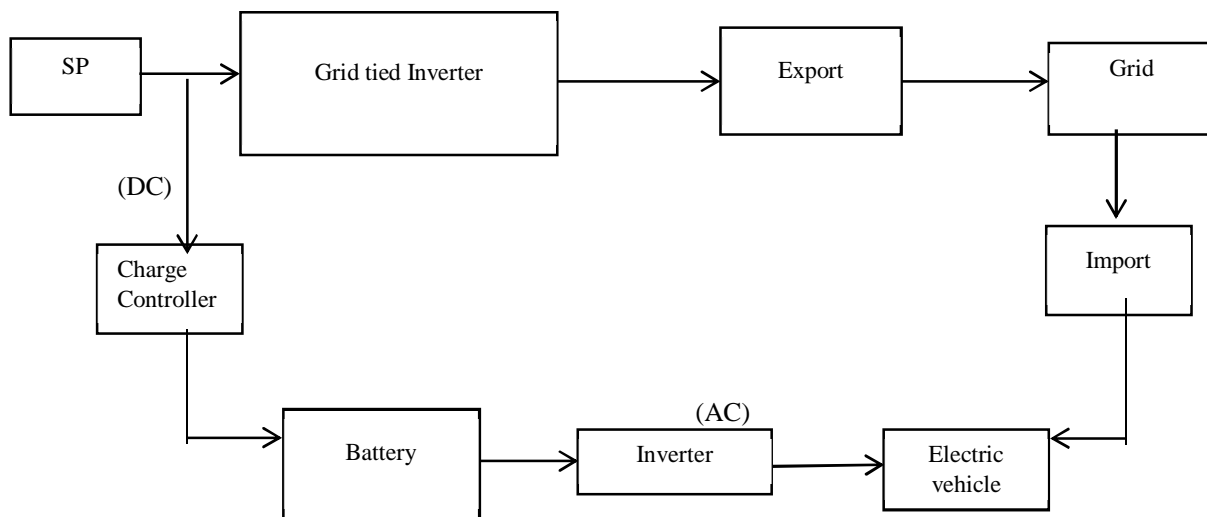 SP
Grid tied Inverter
Export
Grid
(DC)
Charge
Controller
Import
Battery
(AC)
Inverter
Electric
vehicle